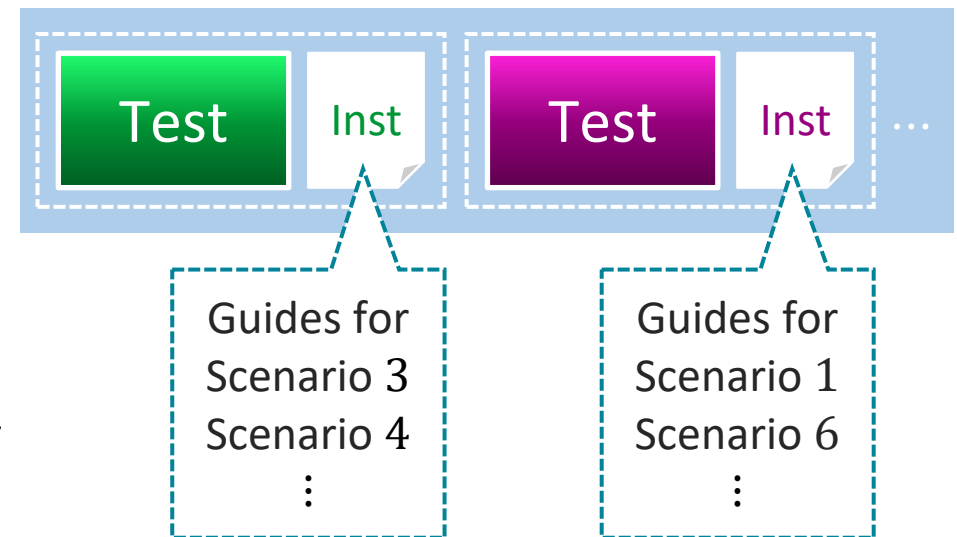 Test
Inst
Test
Inst
...
Guides for
Scenario 3
Scenario 4
⋮
Guides for
Scenario 1
Scenario 6
⋮